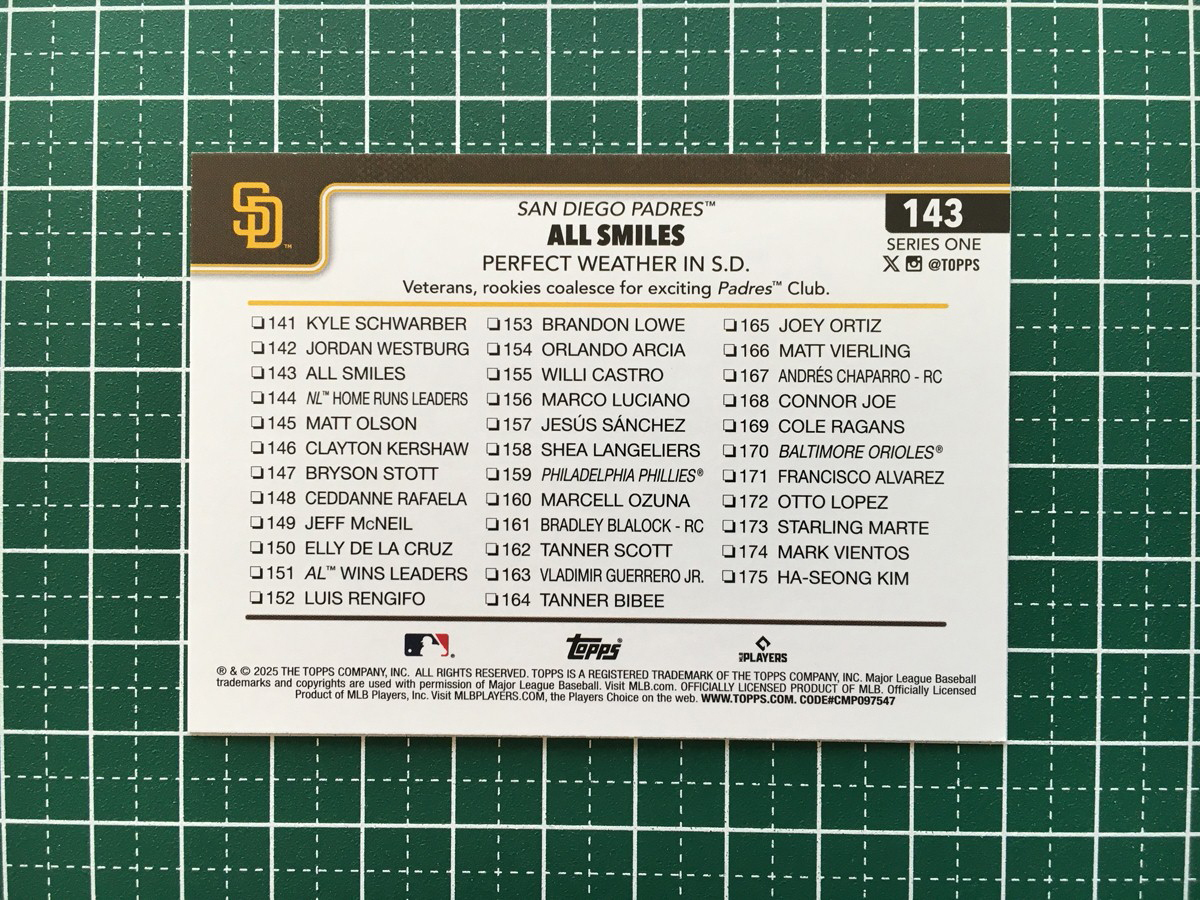 SD™
SAN DIEGO PADRES™
ALL SMILES
PERFECT WEATHER IN S.D.
Veterans, rookies coalesce for exciting Padres™ Club.
143
SERIES ONE
@TOPPS
❏141 KYLE SCHWARBER
❏142 JORDAN WESTBURG
❏143 ALL SMILES
❏144 NL™ HOME RUNS LEADERS
❏145 MATT OLSON
❏146 CLAYTON KERSHAW
❏147 BRYSON STOTT
❏148 CEDDANNE RAFAELA
❏149 JEFF McNEIL
❏150 ELLY DE LA CRUZ
❏151 AL™ WINS LEADERS
❏152 LUIS RENGIFO
❏153 BRANDON LOWE
❏154 ORLANDO ARCIA
❏155 WILLI CASTRO
❏156 MARCO LUCIANO
❏157 JESÚS SÁNCHEZ
❏158 SHEA LANGELIERS
❏159 PHILADELPHIA PHILLIES®
❏160 MARCELL OZUNA
❏161 BRADLEY BLALOCK - RC
❏162 TANNER SCOTT
❏163 VLADIMIR GUERRERO JR.
❏164 TANNER BIBEE
❏165 JOEY ORTIZ
❏166 MATT VIERLING
❏167 ANDRÉS CHAPARRO - RC
❏168 CONNOR JOE
❏169 COLE RAGANS
❏170 BALTIMORE ORIOLES®
❏171 FRANCISCO ALVAREZ
❏172 OTTO LOPEZ
❏173 STARLING MARTE
❏174 MARK VIENTOS
❏175 HA-SEONG KIM
topps®
MLB PLAYERS
® & © 2025 THE TOPPS COMPANY, INC. ALL RIGHTS RESERVED. TOPPS IS A REGISTERED TRADEMARK OF THE TOPPS COMPANY, INC. Major League Baseball
trademarks and copyrights are used with permission of Major League Baseball. Visit MLB.com. OFFICIALLY LICENSED PRODUCT OF MLB. Officially Licensed
Product of MLB Players, Inc. Visit MLBPLAYERS.COM, the Players Choice on the web. WWW.TOPPS.COM. CODE#CMP097547